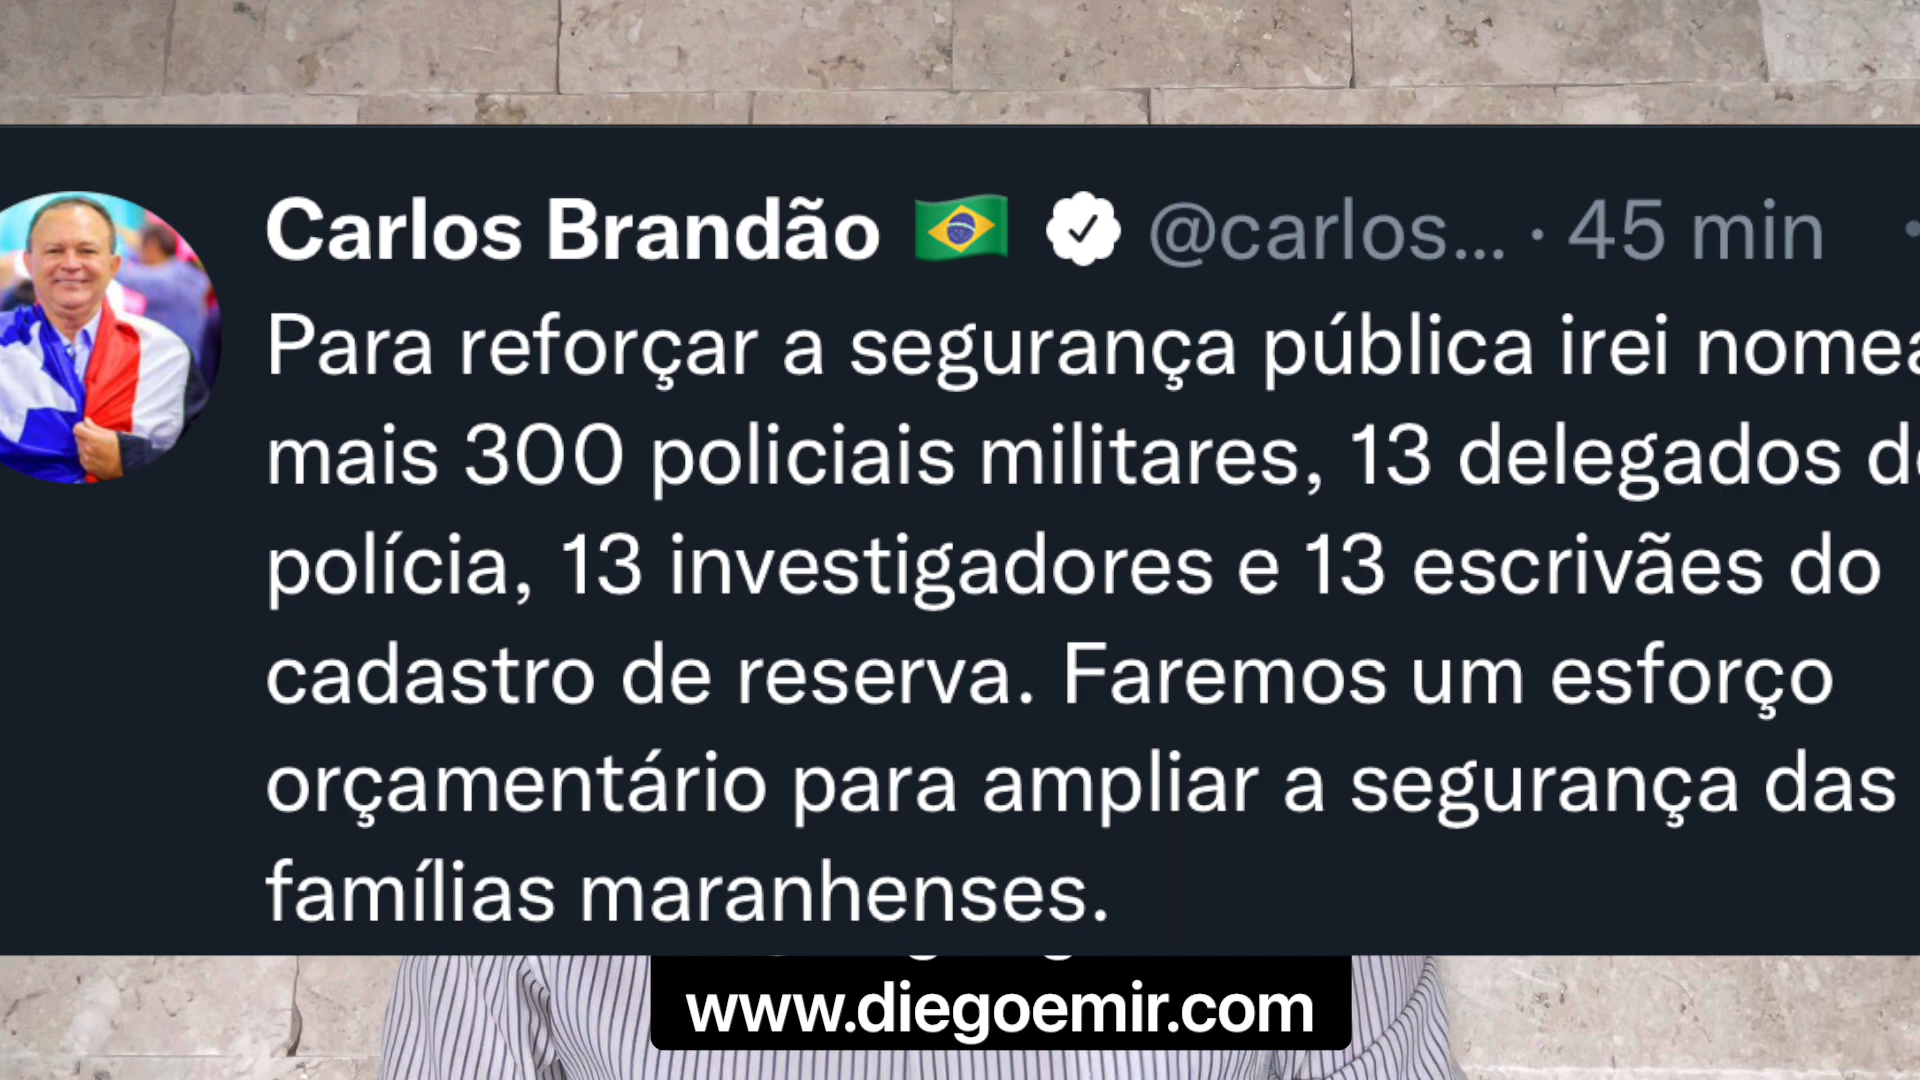 Carlos Brandão @carlos... · 45 min
Para reforçar a segurança pública irei nomea
mais 300 policiais militares, 13 delegados d
polícia, 13 investigadores e 13 escrivães do
cadastro de reserva. Faremos um esforço
orçamentário para ampliar a segurança das
famílias maranhenses.
www.diegoemir.com